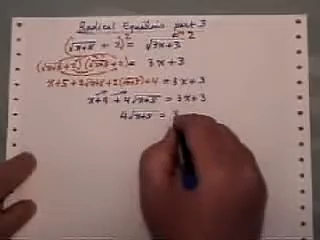 Radical Equations part 3
(√x+5 + 2)² = √3x+3 ²
(√x+5 + 2)(√x+5 + 2) = 3x + 3
x+5 + 2√x+5 + 2√x+5 + 4 = 3x + 3
x+9 + 4√x+5 = 3x+3
4√x+5 =